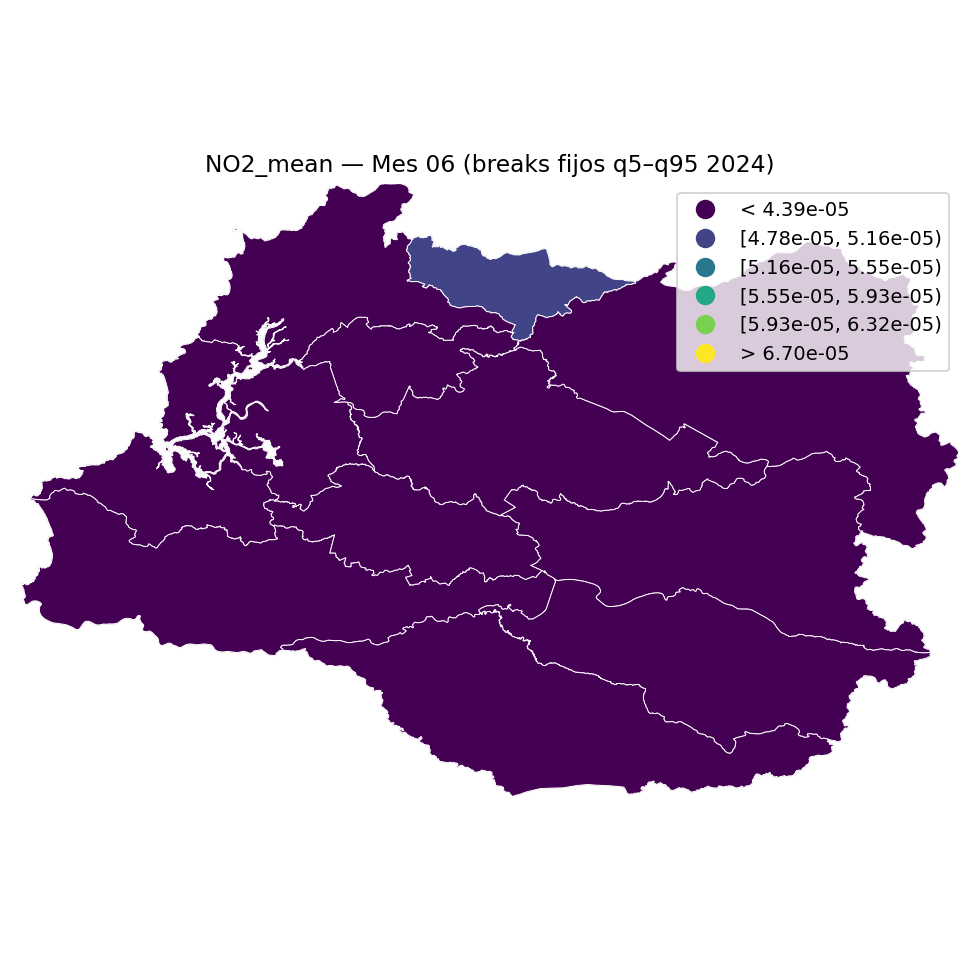 NO2_mean — Mes 06 (breaks fijos q5–q95 2024)
< 4.39e-05
[4.78e-05, 5.16e-05)
[5.16e-05, 5.55e-05)
[5.55e-05, 5.93e-05)
[5.93e-05, 6.32e-05)
> 6.70e-05